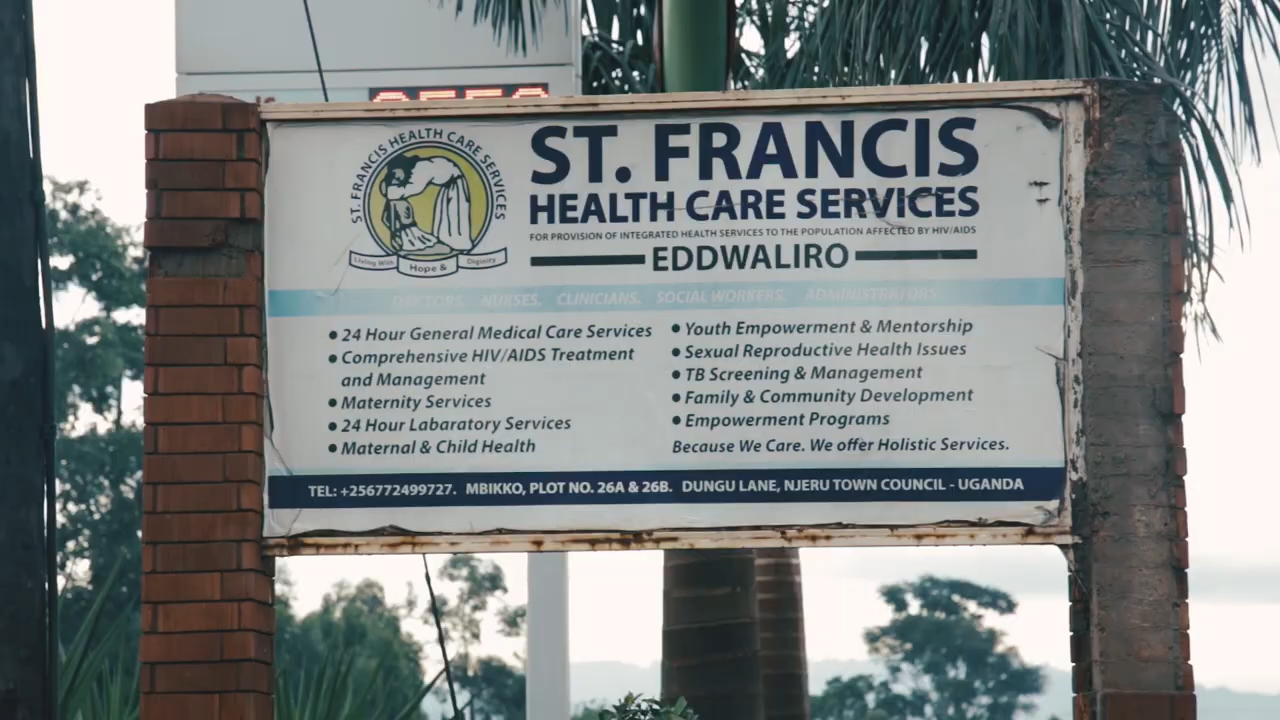 ST. FRANCIS HEALTH CARE SERVICES
Living With Hope & Diginity
ST. FRANCIS
HEALTH CARE SERVICES
FOR PROVISION OF INTEGRATED HEALTH SERVICES TO THE POPULATION AFFECTED BY HIV/AIDS
EDDWALIRO
DOCTORS. NURSES. CLINICIANS. SOCIAL WORKERS. ADMINISTRATORS
• 24 Hour General Medical Care Services
• Comprehensive HIV/AIDS Treatment
and Management
• Maternity Services
• 24 Hour Labaratory Services
• Maternal & Child Health
• Youth Empowerment & Mentorship
• Sexual Reproductive Health Issues
• TB Screening & Management
• Family & Community Development
• Empowerment Programs
Because We Care. We offer Holistic Services.
TEL: +256772499727. MBIKKO, PLOT NO. 26A & 26B. DUNGU LANE, NJERU TOWN COUNCIL - UGANDA